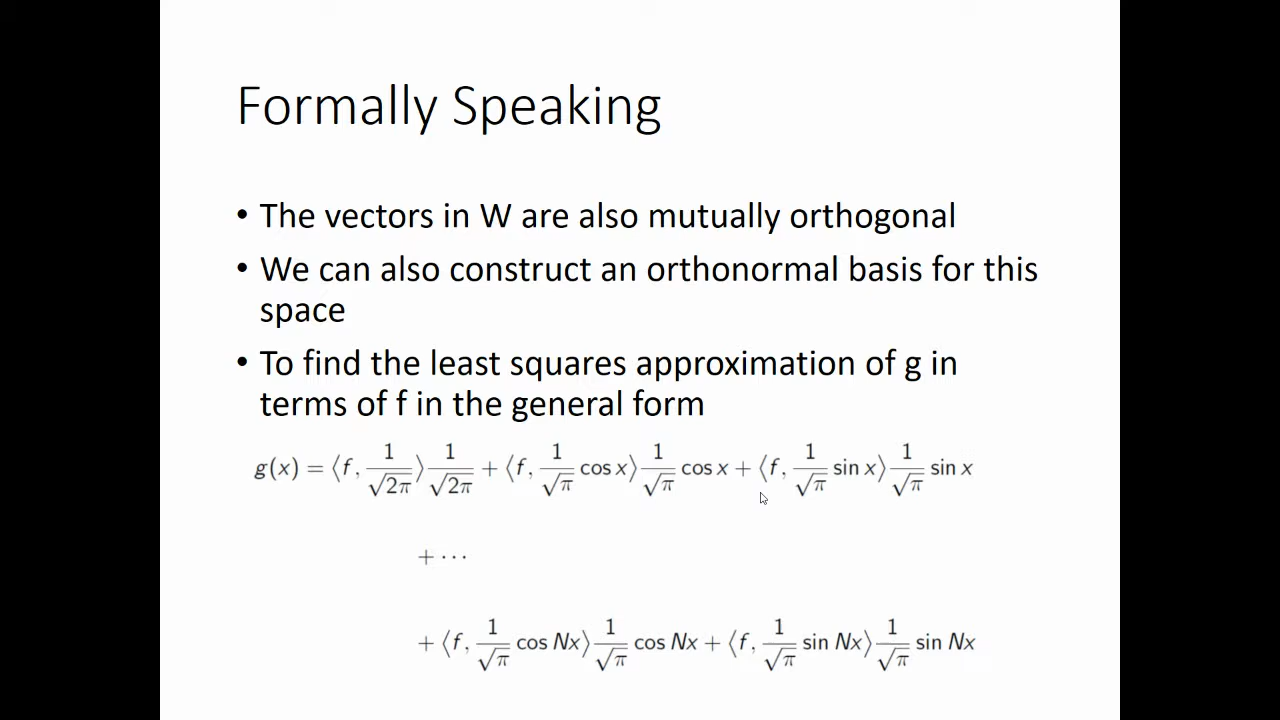 Formally Speaking
• The vectors in W are also mutually orthogonal
• We can also construct an orthonormal basis for this
space
• To find the least squares approximation of g in
terms of f in the general form
g(x) = ⟨f, 1/√2π⟩ 1/√2π + ⟨f, 1/√π cos x⟩ 1/√π cos x + ⟨f, 1/√π sin x⟩ 1/√π sin x
+ ⋯
+ ⟨f, 1/√π cos Nx⟩ 1/√π cos Nx + ⟨f, 1/√π sin Nx⟩ 1/√π sin Nx